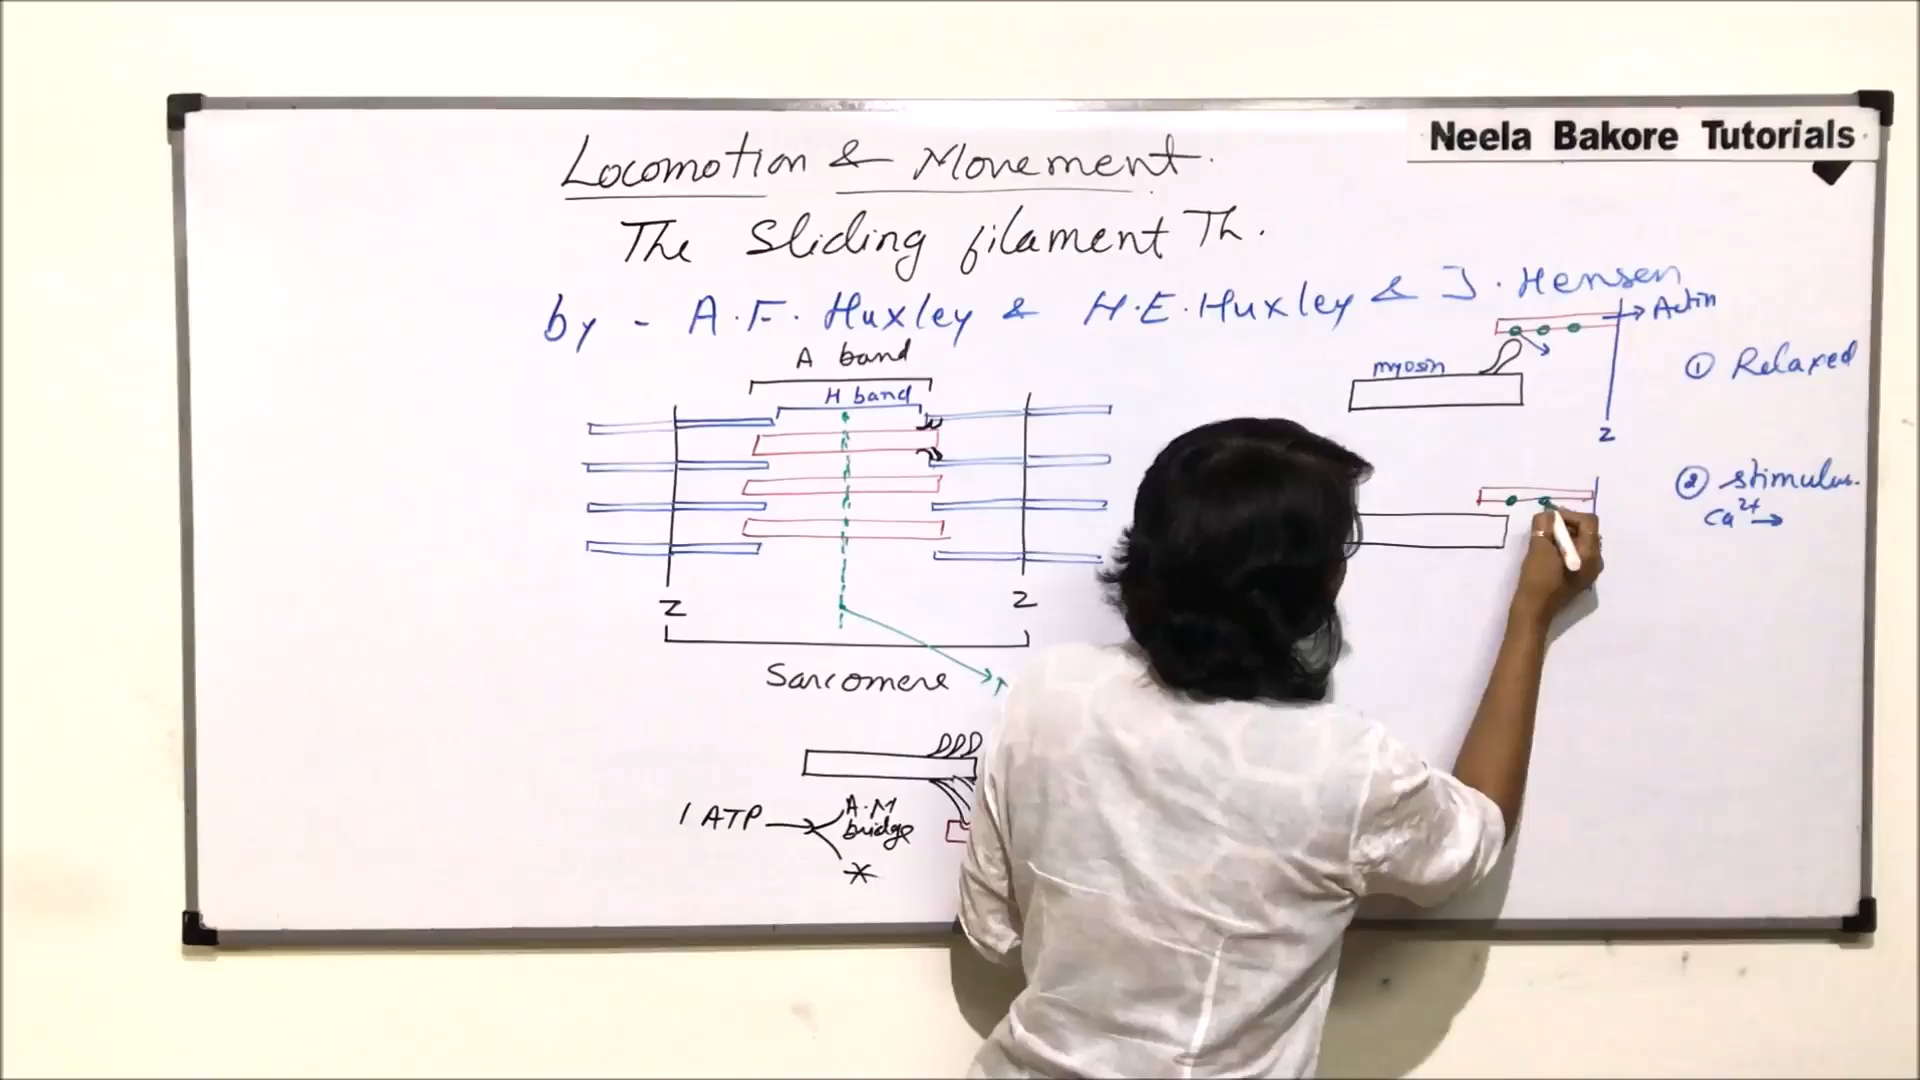 Neela Bakore Tutorials
Locomotion & Movement.
The Sliding filament Th.
by - A.F. Huxley & H.E. Huxley & J. Hensen
A band
H band
Z
Z
Sarcomere
1 ATP
A.M
bridge
Actin
myosin
Z
① Relaxed
② stimulus.
Ca2+